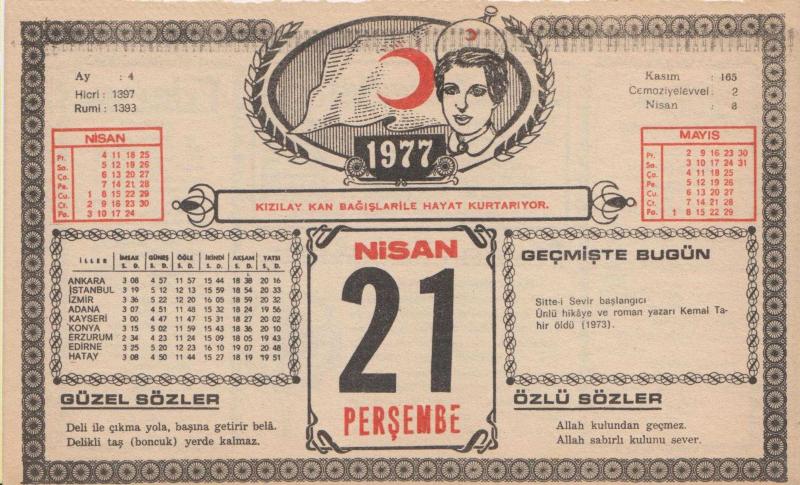 Ay : 4
Hicri : 1397
Rumi : 1393
Kasım : 165
Cemaziyelevvel : 2
Nisan : 8
1977
NİSAN
Pt. 4 11 18 25
Sa. 5 12 19 26
Ça. 6 13 20 27
Pe. 7 14 21 28
Cu. 1 8 15 22 29
Ct. 2 9 16 23 30
Pa. 3 10 17 24
MAYIS
Pt. 2 9 16 23 30
Sa. 3 10 17 24 31
Ça. 4 11 18 25
Pe. 5 12 19 26
Cu. 6 13 20 27
Ct. 7 14 21 28
Pa. 1 8 15 22 29
KIZILAY KAN BAĞIŞLARİLE HAYAT KURTARIYOR.
İLLER İMSAK GÜNEŞ ÖĞLE İKİNDİ AKŞAM YATSI
S. D. S. D. S. D. S. D. S. D. S. D.
ANKARA 3 08 4 57 11 57 15 44 18 38 20 16
İSTANBUL 3 19 5 12 12 13 15 59 18 54 20 33
İZMİR 3 36 5 22 12 20 16 05 18 59 20 32
ADANA 3 07 4 51 11 48 15 32 18 24 19 56
KAYSERİ 3 00 4 47 11 47 15 31 18 27 20 02
KONYA 3 15 5 02 11 59 15 43 18 36 20 10
ERZURUM 2 34 4 23 11 24 15 09 18 05 19 43
EDİRNE 3 25 5 20 12 23 16 10 19 07 20 48
HATAY 3 08 4 50 11 44 15 27 18 19 19 51
NİSAN
21
PERŞEMBE
GEÇMİŞTE BUGÜN
Sitte-i Sevir başlangıcı
Ünlü hikâye ve roman yazarı Kemal Ta-
hir öldü (1973).
GÜZEL SÖZLER
Deli ile çıkma yola, başına getirir belâ.
Delikli taş (boncuk) yerde kalmaz.
ÖZLÜ SÖZLER
Allah kulundan geçmez.
Allah sabırlı kulunu sever.